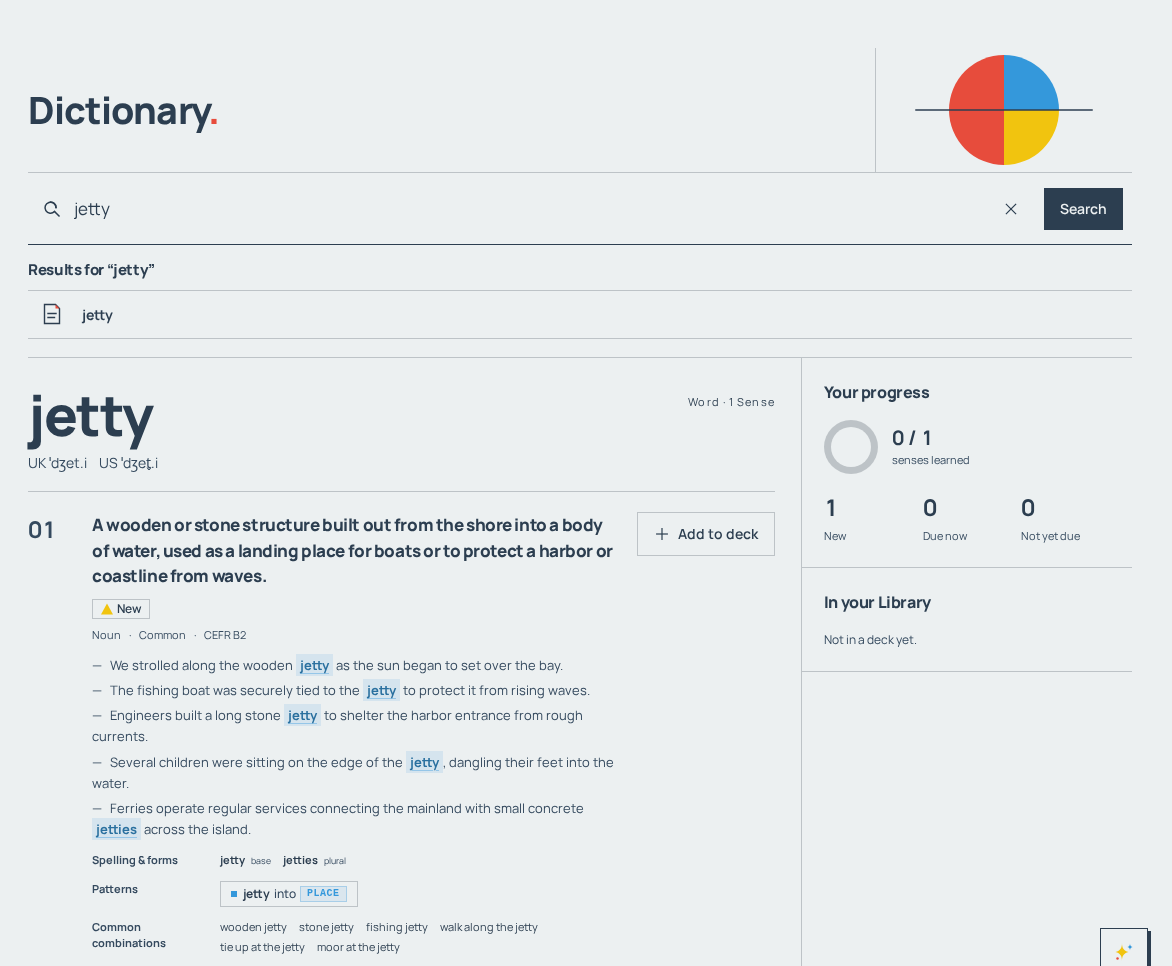 Dictionary.
jetty
Search
Results for “jetty”
jetty
jetty
Word · 1 Sense
UK ˈdʒet.i US ˈdʒet̬.i
01
A wooden or stone structure built out from the shore into a body
of water, used as a landing place for boats or to protect a harbor or
coastline from waves.
Add to deck
New
Noun · Common · CEFR B2
— We strolled along the wooden jetty as the sun began to set over the bay.
— The fishing boat was securely tied to the jetty to protect it from rising waves.
— Engineers built a long stone jetty to shelter the harbor entrance from rough
currents.
— Several children were sitting on the edge of the jetty, dangling their feet into the
water.
— Ferries operate regular services connecting the mainland with small concrete
jetties across the island.
Spelling & forms jetty base jetties plural
Patterns jetty into PLACE
Common
combinations
wooden jetty stone jetty fishing jetty walk along the jetty
tie up at the jetty moor at the jetty
Your progress
0 / 1
senses learned
1 0 0
New Due now Not yet due
In your Library
Not in a deck yet.